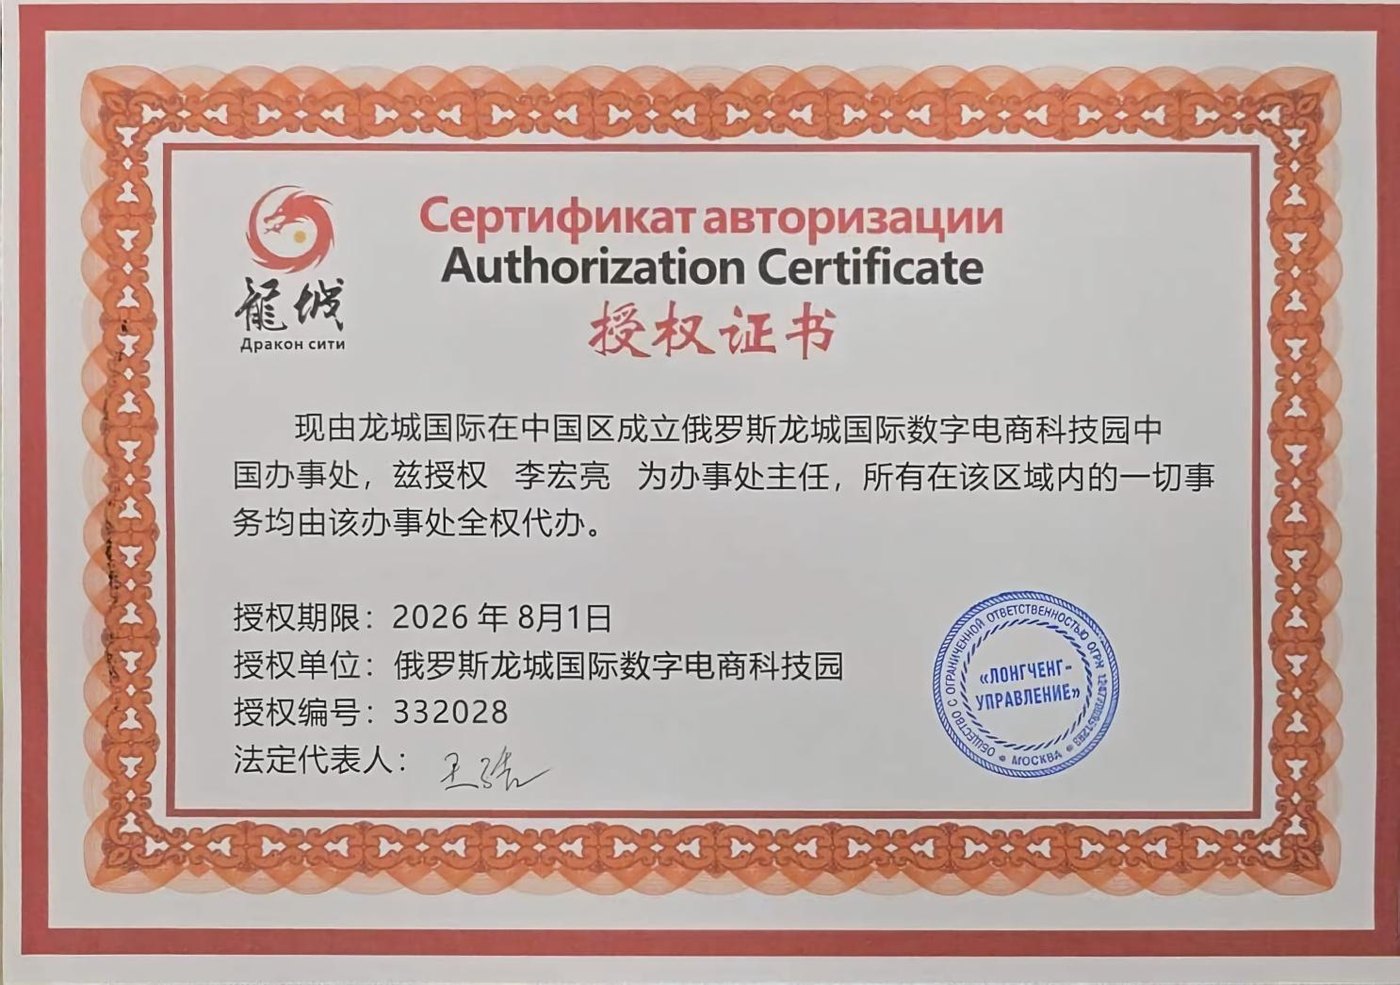 龍城
Дракон сити
Сертификат авторизации
Authorization Certificate
授权证书
现由龙城国际在中国区成立俄罗斯龙城国际数字电商科技园中
国办事处，兹授权 李宏亮 为办事处主任，所有在该区域内的一切事
务均由该办事处全权代办。
授权期限：2026 年 8月1日
授权单位：俄罗斯龙城国际数字电商科技园
授权编号：332028
法定代表人：
ОБЩЕСТВО С ОГРАНИЧЕННОЙ ОТВЕТСТВЕННОСТЬЮ ОГРН
«ЛОНГЧЕНГ-
УПРАВЛЕНИЕ»
МОСКВА